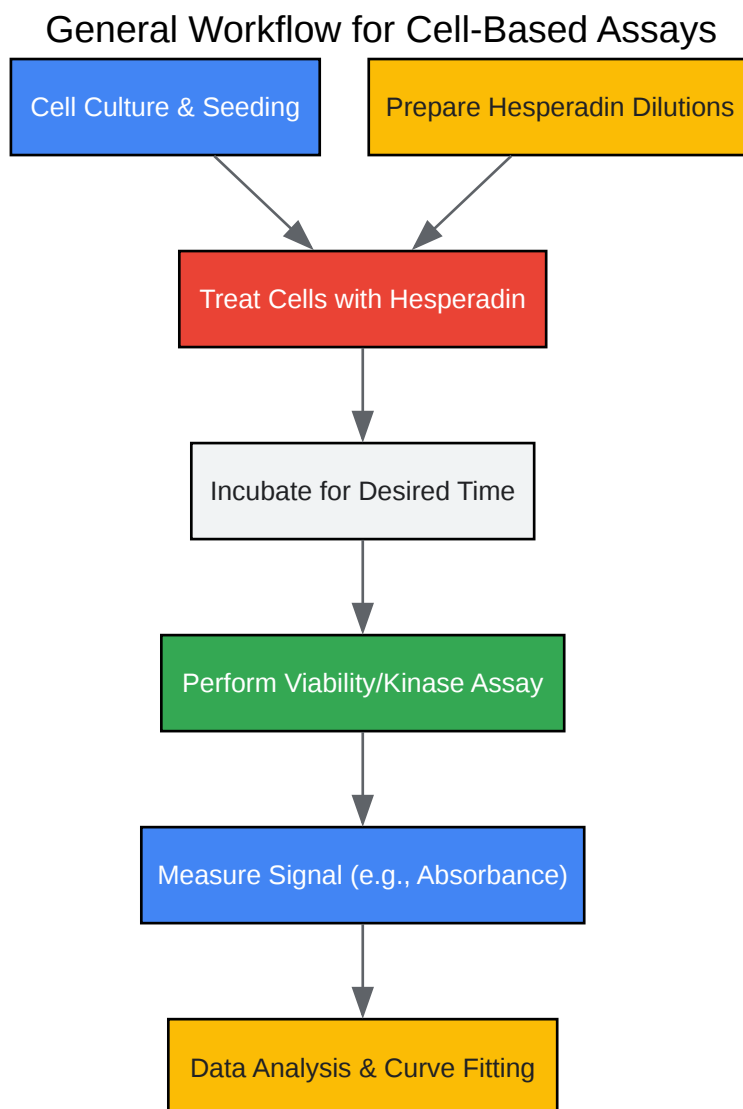 General Workflow for Cell-Based Assays
Cell Culture & Seeding
Prepare Hesperadin Dilutions
Treat Cells with Hesperadin
Incubate for Desired Time
Perform Viability/Kinase Assay
Measure Signal (e.g., Absorbance)
Data Analysis & Curve Fitting